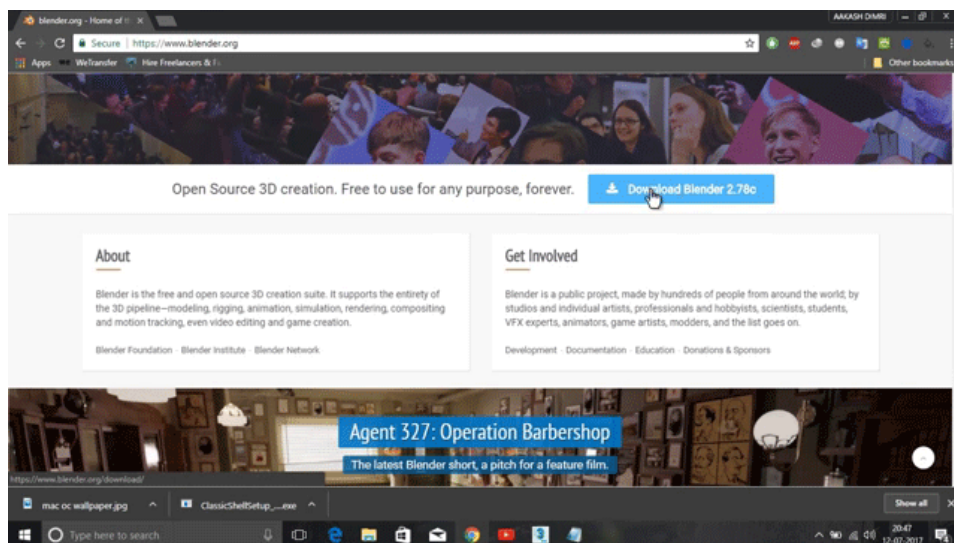 blender.org - Home of t
AAKASH DIMRI
Secure
https://www.blender.org
Apps
WeTransfer
Hire Freelancers & F
Other bookmarks
Open Source 3D creation. Free to use for any purpose, forever.
Download Blender 2.78c
About
Blender is the free and open source 3D creation suite. It supports the entirety of
the 3D pipeline—modeling, rigging, animation, simulation, rendering, compositing
and motion tracking, even video editing and game creation.
Blender Foundation · Blender Institute · Blender Network
Get Involved
Blender is a public project, made by hundreds of people from around the world; by
studios and individual artists, professionals and hobbyists, scientists, students,
VFX experts, animators, game artists, modders, and the list goes on.
Development · Documentation · Education · Donations & Sponsors
Agent 327: Operation Barbershop
The latest Blender short, a pitch for a feature film.
https://www.blender.org/download/
mac oc wallpaper.jpg
ClassicShellSetup_....exe
Show all
Type here to search
20:47
12-07-2017